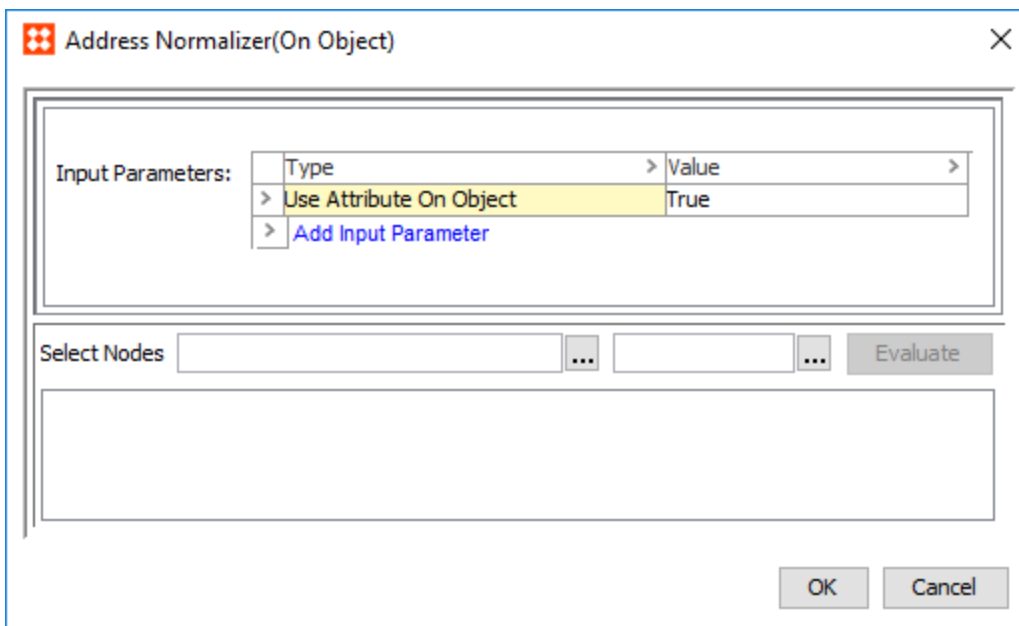 Address Normalizer(On Object)
Input Parameters:
Type > Value >
> Use Attribute On Object True
> Add Input Parameter
Select Nodes ... ... Evaluate
OK Cancel